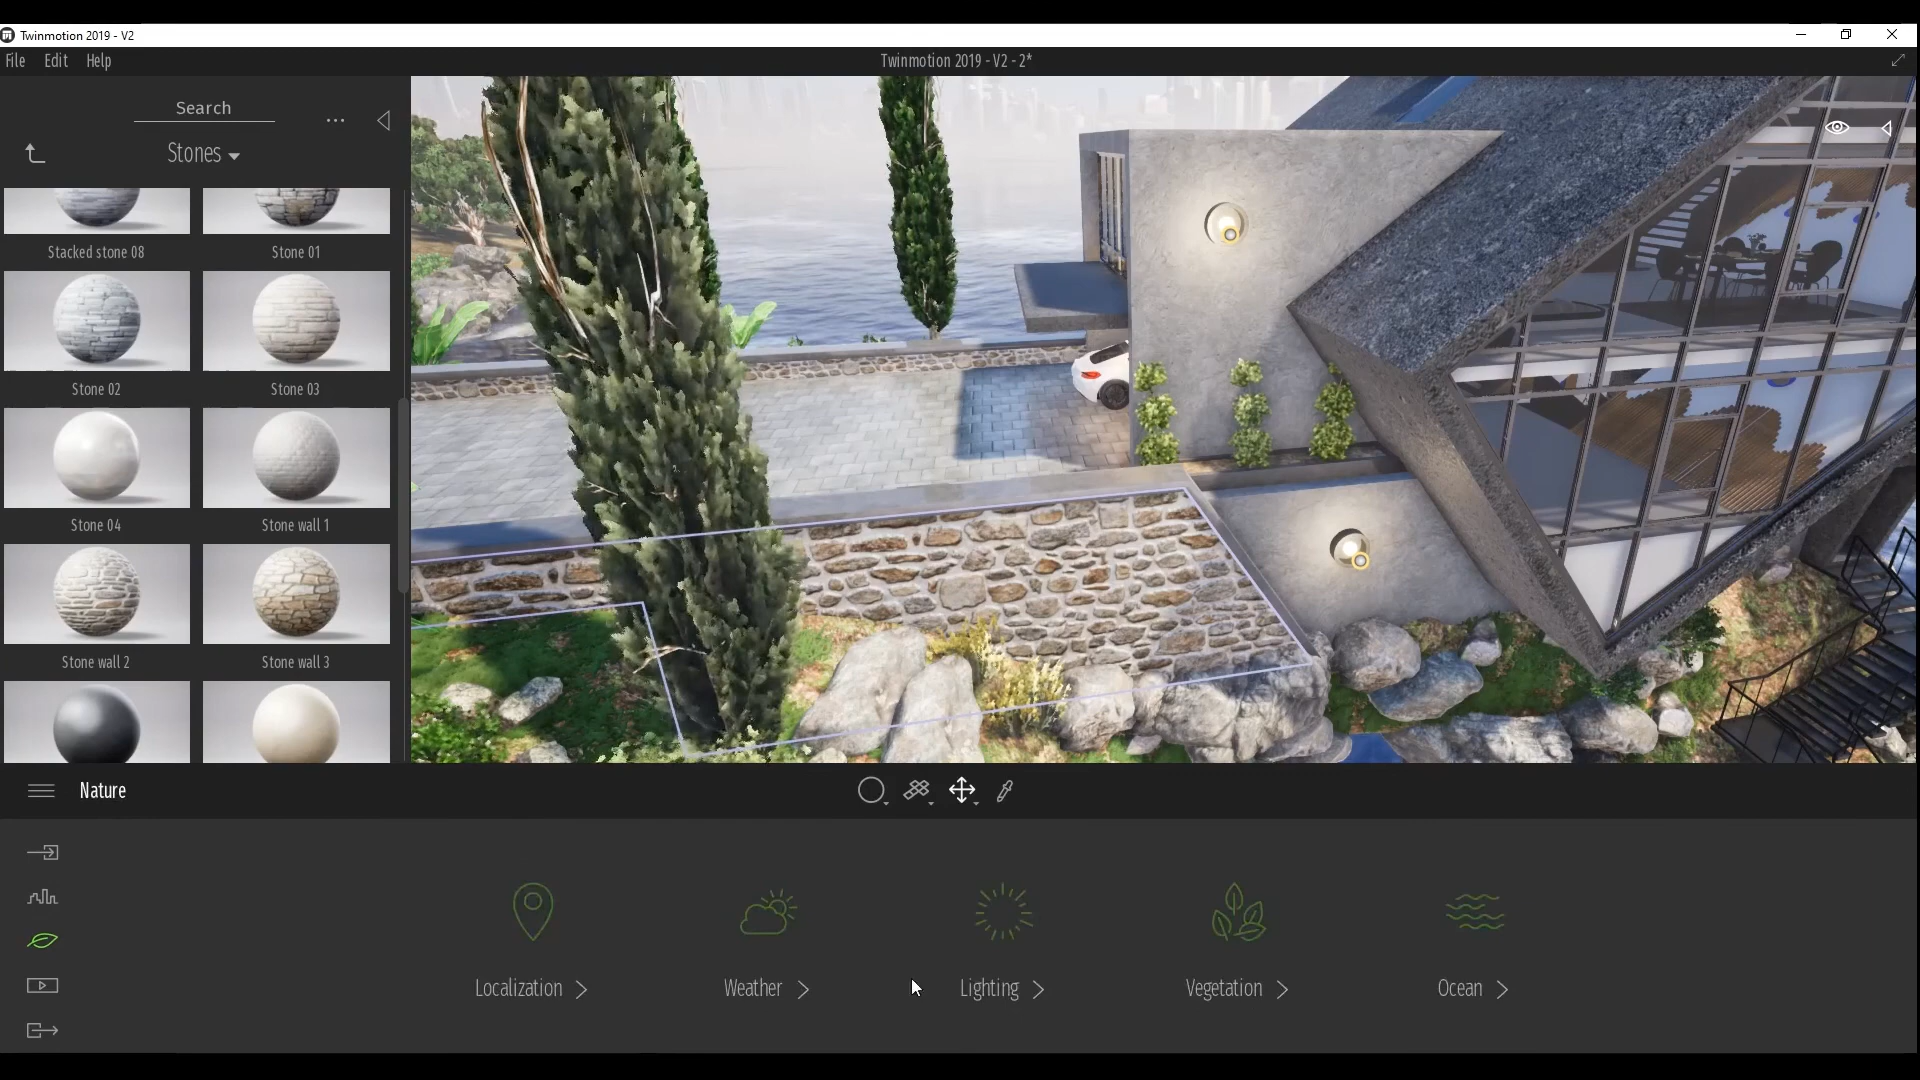 Twinmotion 2019 - V2
File Edit Help
Twinmotion 2019 - V2 - 2*
Search
Stones
Stacked stone 08
Stone 01
Stone 02
Stone 03
Stone 04
Stone wall 1
Stone wall 2
Stone wall 3
Nature
Localization
Weather
Lighting
Vegetation
Ocean